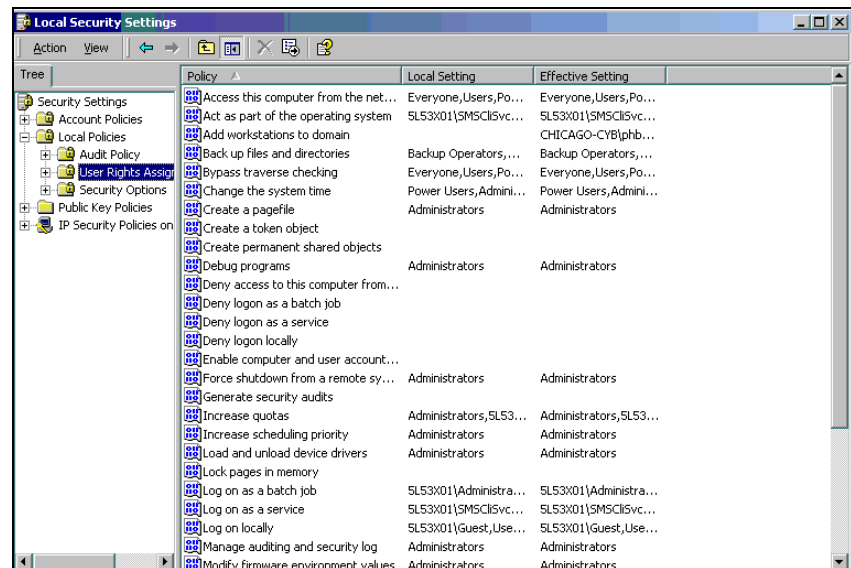 Local Security Settings
Action View
Tree
Policy Local Setting Effective Setting
Security Settings
Account Policies
Local Policies
Audit Policy
User Rights Assign
Security Options
Public Key Policies
IP Security Policies on
Access this computer from the net... Everyone,Users,Po... Everyone,Users,Po...
Act as part of the operating system 5L53X01\SMSCliSvc... 5L53X01\SMSCliSvc...
Add workstations to domain CHICAGO-CYB\phb...
Back up files and directories Backup Operators,... Backup Operators,...
Bypass traverse checking Everyone,Users,Po... Everyone,Users,Po...
Change the system time Power Users,Admini... Power Users,Admini...
Create a pagefile Administrators Administrators
Create a token object
Create permanent shared objects
Debug programs Administrators Administrators
Deny access to this computer from...
Deny logon as a batch job
Deny logon as a service
Deny logon locally
Enable computer and user account...
Force shutdown from a remote sy... Administrators Administrators
Generate security audits
Increase quotas Administrators,5L53... Administrators,5L53...
Increase scheduling priority Administrators Administrators
Load and unload device drivers Administrators Administrators
Lock pages in memory
Log on as a batch job 5L53X01\Administra... 5L53X01\Administra...
Log on as a service 5L53X01\SMSCliSvc... 5L53X01\SMSCliSvc...
Log on locally 5L53X01\Guest,Use... 5L53X01\Guest,Use...
Manage auditing and security log Administrators Administrators
Modify firmware environment values Administrators Administrators